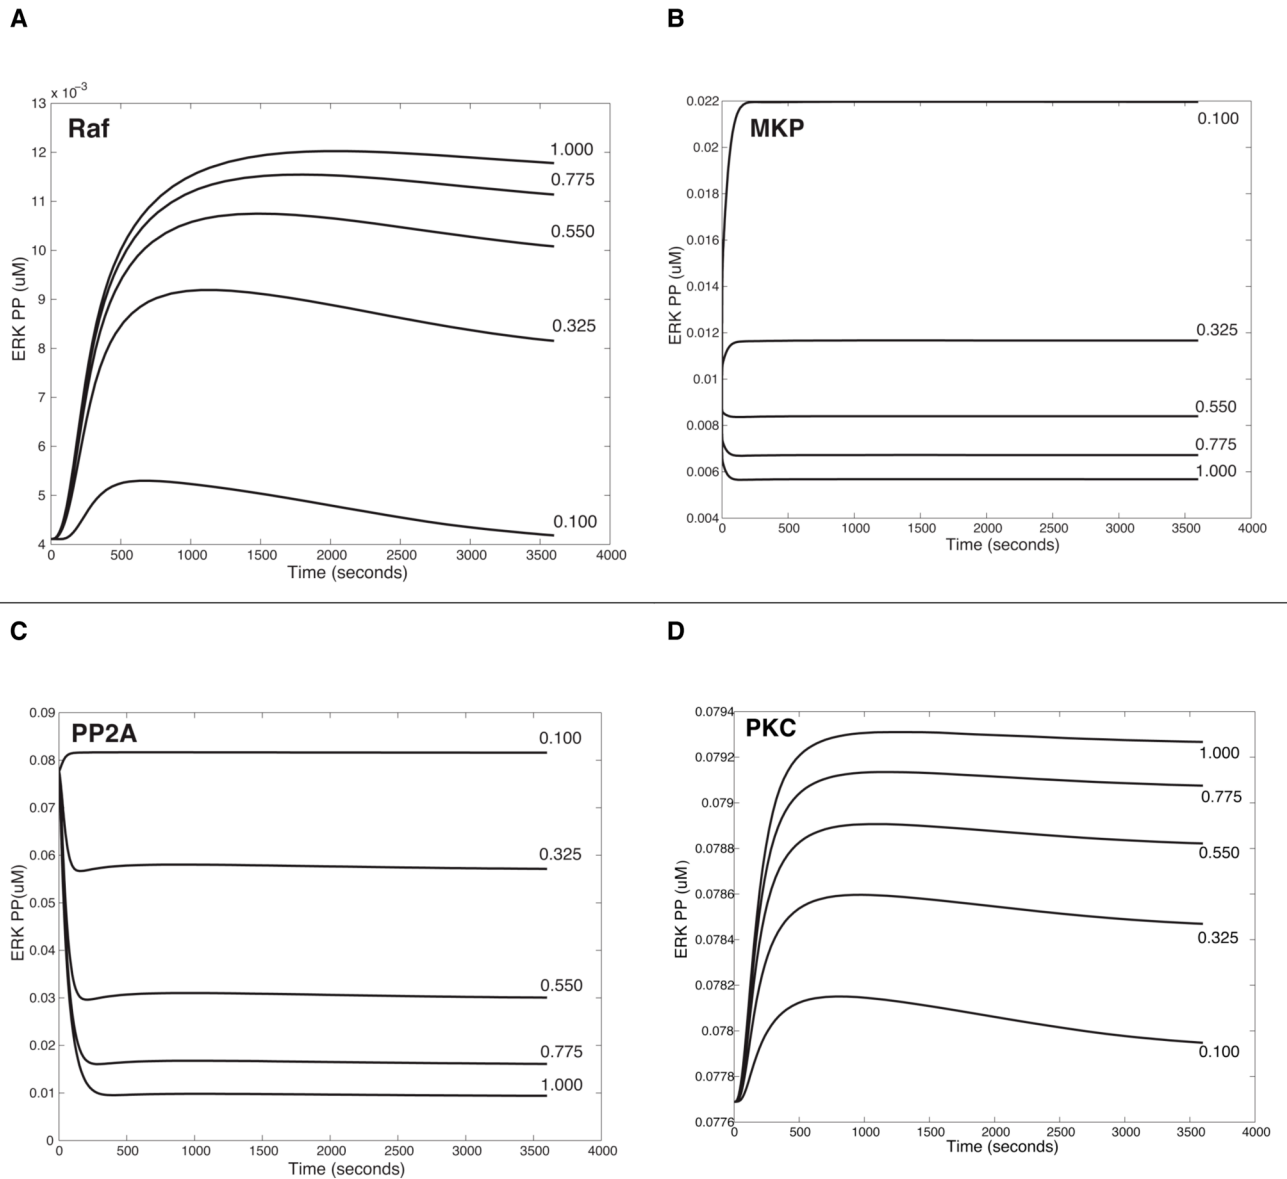 A
x 10⁻³
Raf
13
12
11
10
9
8
7
6
5
4
ERK PP (uM)
1.000
0.775
0.550
0.325
0.100
0 500 1000 1500 2000 2500 3000 3500 4000
Time (seconds)
B
MKP
0.022
0.02
0.018
0.016
0.014
0.012
0.01
0.008
0.006
0.004
ERK PP (uM)
0.100
0.325
0.550
0.775
1.000
0 500 1000 1500 2000 2500 3000 3500 4000
Time (seconds)
C
PP2A
0.09
0.08
0.07
0.06
0.05
0.04
0.03
0.02
0.01
0
ERK PP(uM)
0.100
0.325
0.550
0.775
1.000
0 500 1000 1500 2000 2500 3000 3500 4000
Time (seconds)
D
PKC
0.0794
0.0792
0.079
0.0788
0.0786
0.0784
0.0782
0.078
0.0778
0.0776
ERK PP (uM)
1.000
0.775
0.550
0.325
0.100
0 500 1000 1500 2000 2500 3000 3500 4000
Time (seconds)